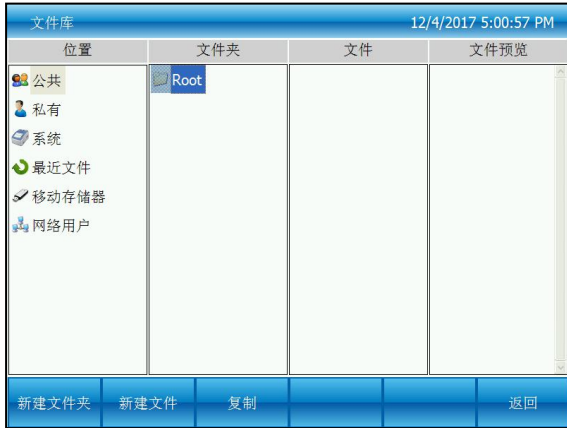 文件库 12/4/2017 5:00:57 PM
位置 文件夹 文件 文件预览
公共 Root
私有
系统
最近文件
移动存储器
网络用户
新建文件夹 新建文件 复制 返回